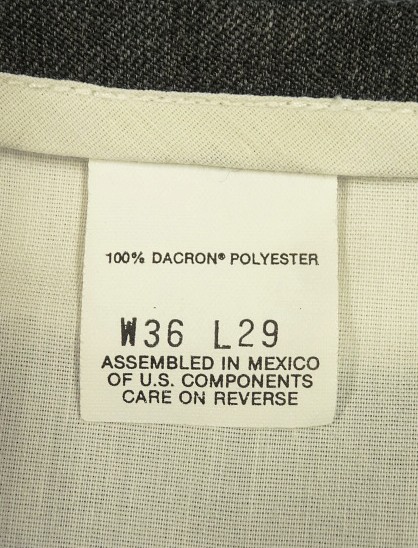 100% DACRON® POLYESTER
W36 L29
ASSEMBLED IN MEXICO
OF U.S. COMPONENTS
CARE ON REVERSE